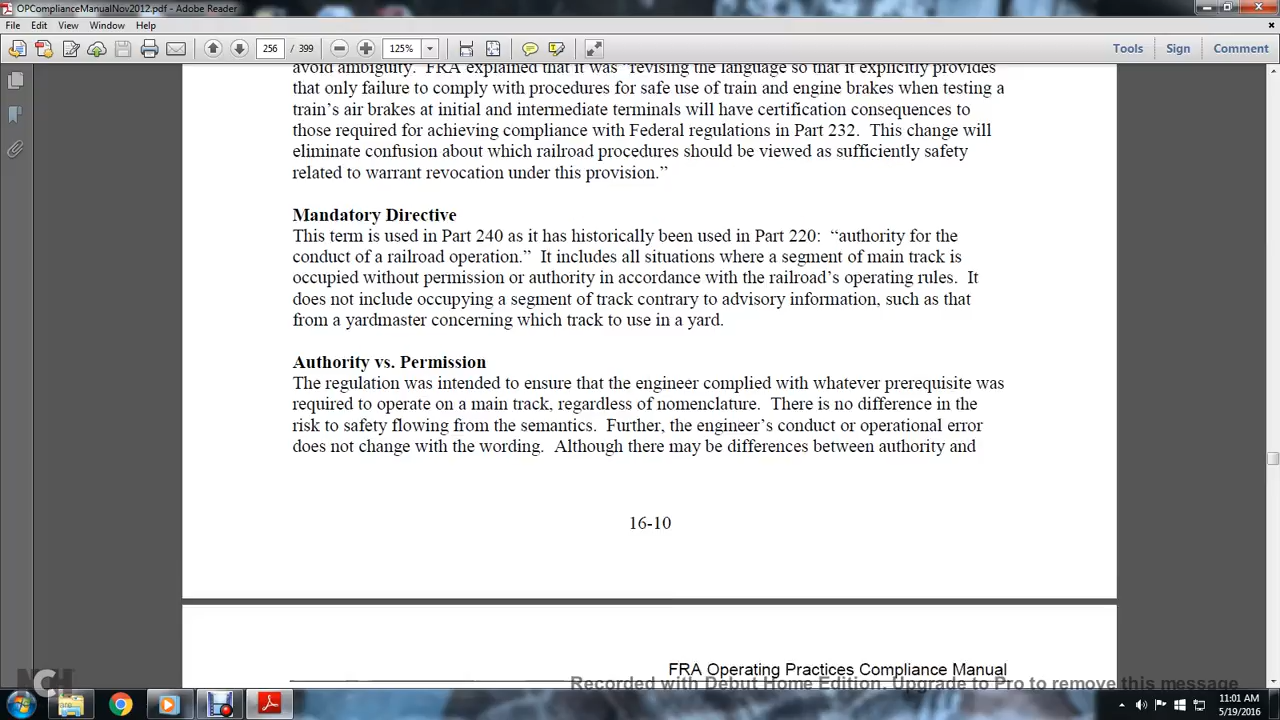 OPComplianceManualNov2012.pdf - Adobe Reader
File Edit View Window Help
256 / 399 125% Tools Sign Comment
avoid ambiguity.  FRA explained that it was “revising the language so that it explicitly provides
that only failure to comply with procedures for safe use of train and engine brakes when testing a
train’s air brakes at initial and intermediate terminals will have certification consequences to
those required for achieving compliance with Federal regulations in Part 232.  This change will
eliminate confusion about which railroad procedures should be viewed as sufficiently safety
related to warrant revocation under this provision.”
Mandatory Directive
This term is used in Part 240 as it has historically been used in Part 220:  “authority for the
conduct of a railroad operation.”  It includes all situations where a segment of main track is
occupied without permission or authority in accordance with the railroad’s operating rules.  It
does not include occupying a segment of track contrary to advisory information, such as that
from a yardmaster concerning which track to use in a yard.
Authority vs. Permission
The regulation was intended to ensure that the engineer complied with whatever prerequisite was
required to operate on a main track, regardless of nomenclature.  There is no difference in the
risk to safety flowing from the semantics.  Further, the engineer’s conduct or operational error
does not change with the wording.  Although there may be differences between authority and
16-10
FRA Operating Practices Compliance Manual
Recorded with Debut Home Edition. Upgrade to Pro to remove this message
NCH
11:01 AM
5/19/2016